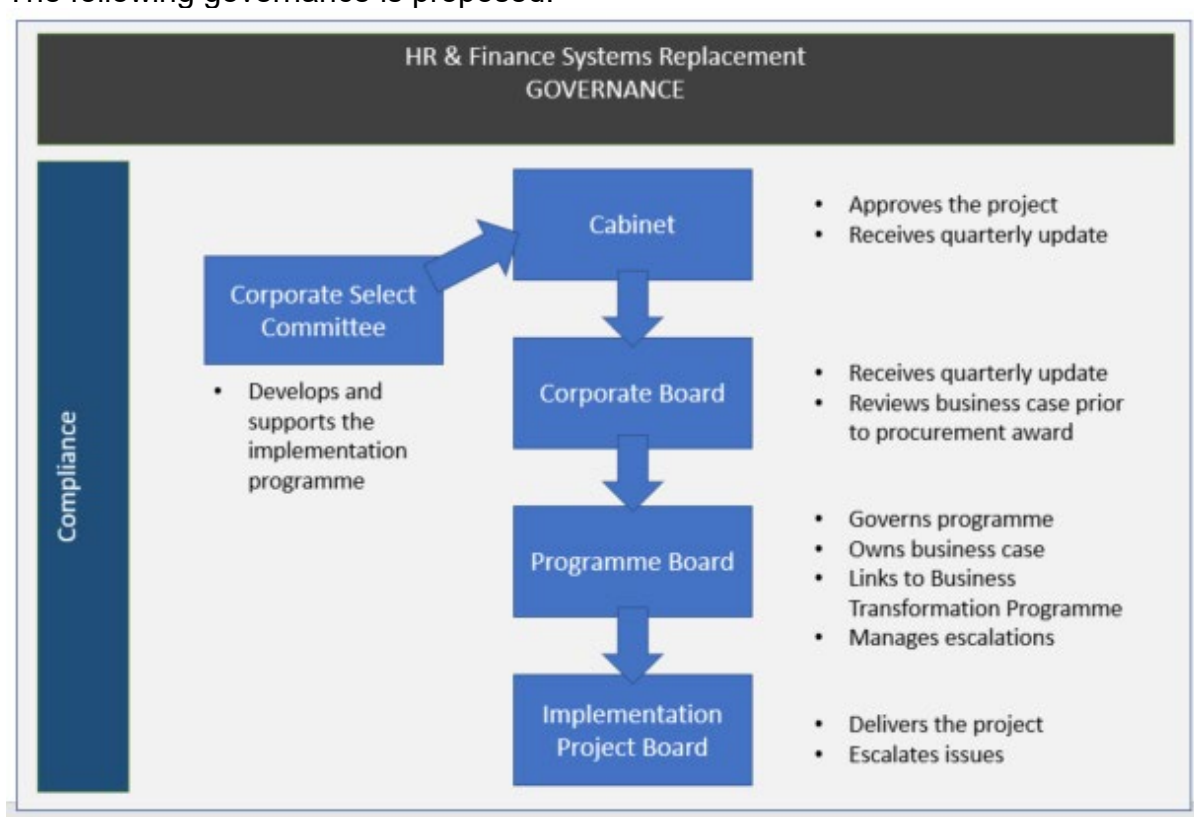 The following governance is proposed:
HR & Finance Systems Replacement
GOVERNANCE
Compliance
Cabinet
• Approves the project
• Receives quarterly update
Corporate Select
Committee
• Develops and
supports the
implementation
programme
Corporate Board
• Receives quarterly update
• Reviews business case prior
to procurement award
Programme Board
• Governs programme
• Owns business case
• Links to Business
Transformation Programme
• Manages escalations
Implementation
Project Board
• Delivers the project
• Escalates issues